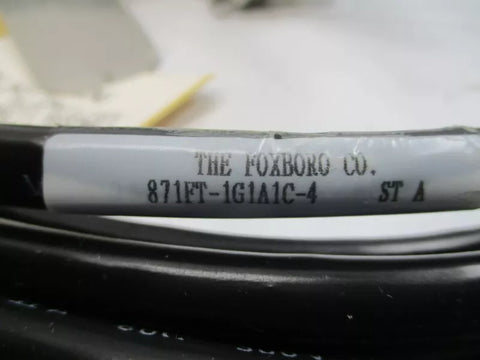 THE FOXBORO CO.
871FT-1G1A1C-4 ST A